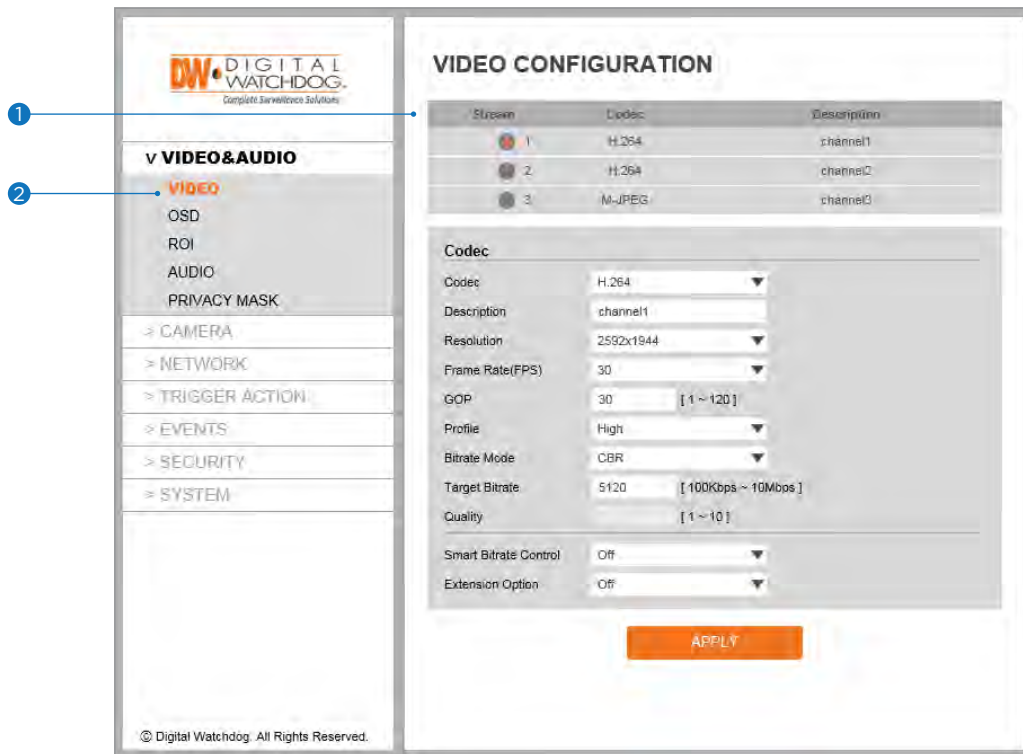 DW DIGITAL
WATCHDOG
Complete Surveillance Solutions
VIDEO CONFIGURATION
1
Stream Codec Description
1 H.264 channel1
2 H.264 channel2
3 M-JPEG channel3
V VIDEO&AUDIO
2
VIDEO
OSD
ROI
AUDIO
PRIVACY MASK
> CAMERA
> NETWORK
> TRIGGER ACTION
> EVENTS
> SECURITY
> SYSTEM
Codec
Codec H.264
Description channel1
Resolution 2592x1944
Frame Rate(FPS) 30
GOP 30 [ 1 ~ 120 ]
Profile High
Bitrate Mode CBR
Target Bitrate 5120 [ 100Kbps ~ 10Mbps ]
Quality [ 1 ~ 10 ]
Smart Bitrate Control Off
Extension Option Off
APPLY
© Digital Watchdog. All Rights Reserved.